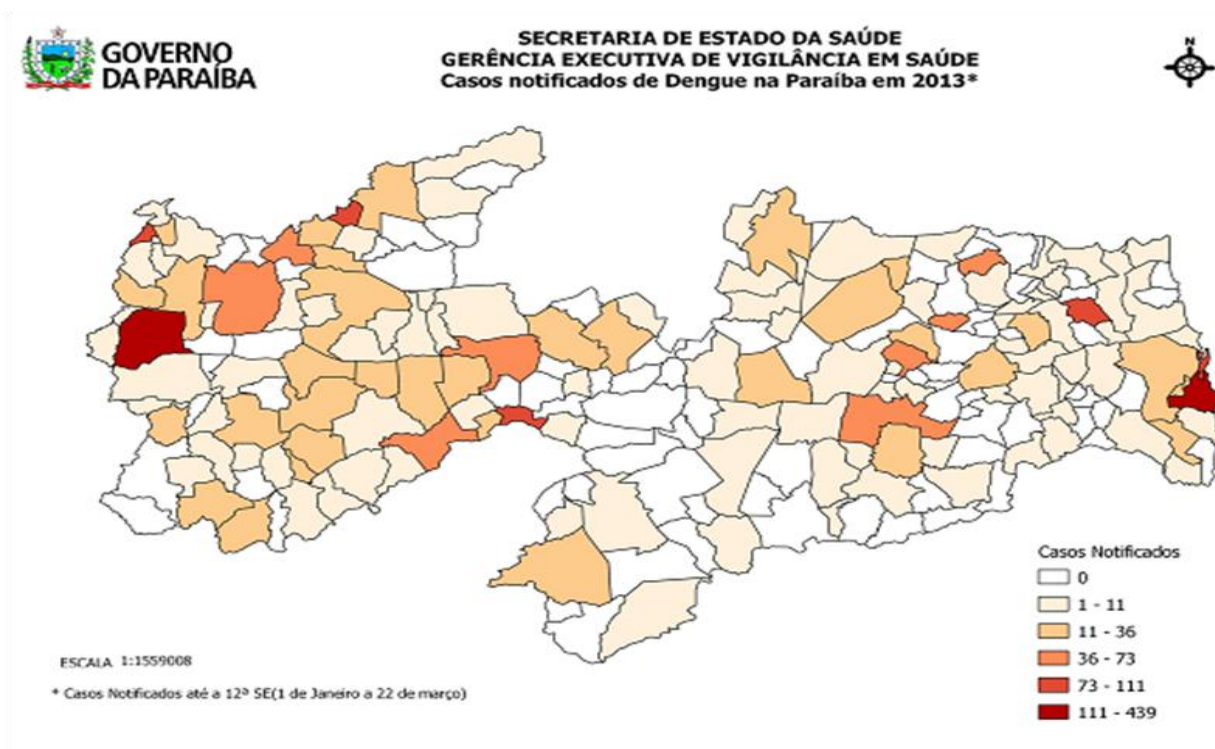 GOVERNO
DA PARAÍBA
SECRETARIA DE ESTADO DA SAÚDE
GERÊNCIA EXECUTIVA DE VIGILÂNCIA EM SAÚDE
Casos notificados de Dengue na Paraíba em 2013*
N
Casos Notificados
0
1 - 11
11 - 36
36 - 73
73 - 111
111 - 439
ESCALA 1:1559008
* Casos Notificados até a 12ª SE(1 de Janeiro a 22 de março)